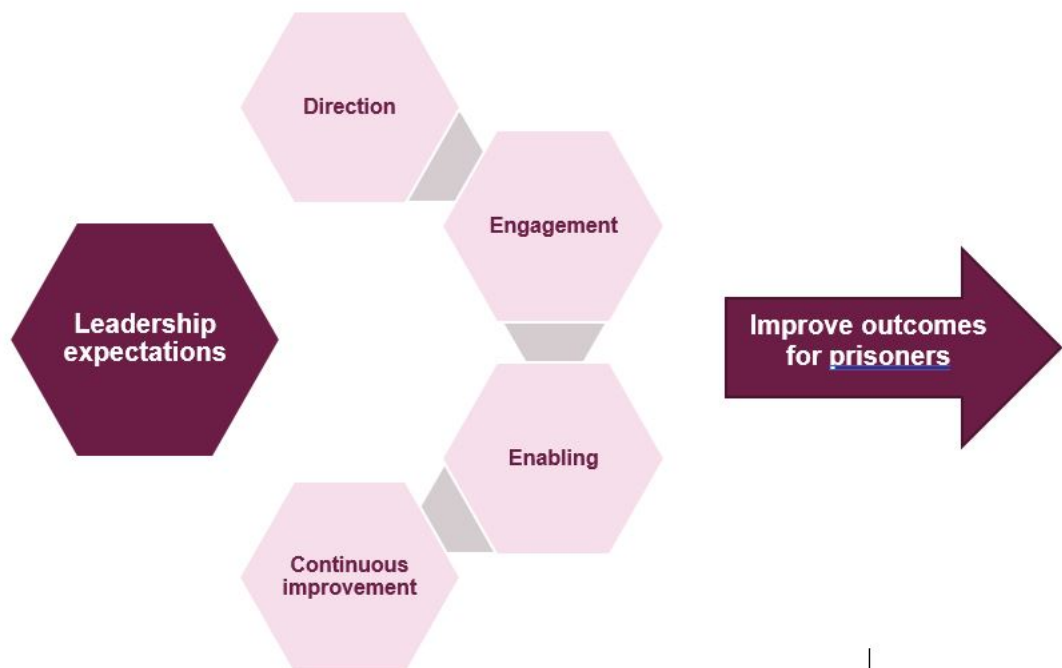 Direction
Engagement
Leadership
expectations
Improve outcomes
for prisoners
Enabling
Continuous
improvement